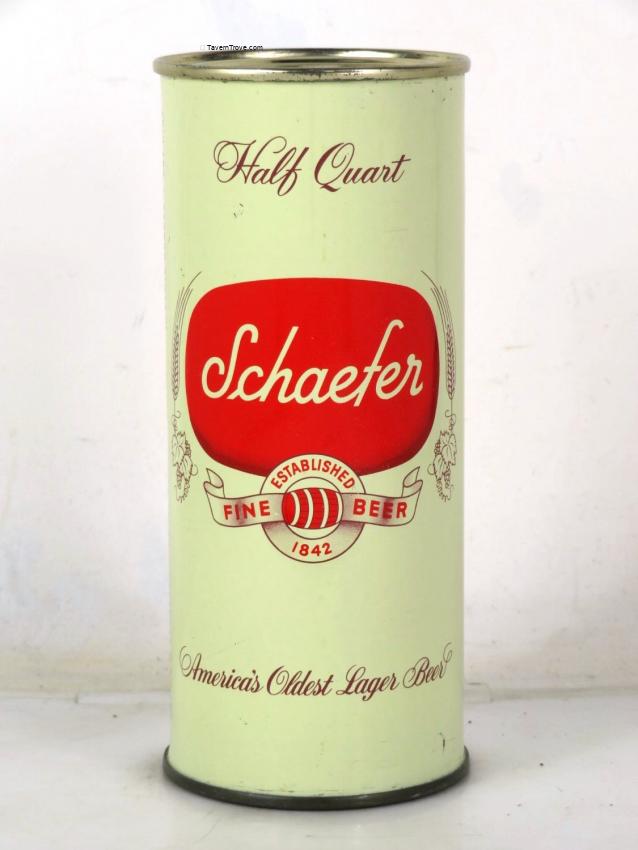 © TavernTrove.com
Half Quart
Schaefer
ESTABLISHED
FINE BEER
1842
America's Oldest Lager Beer